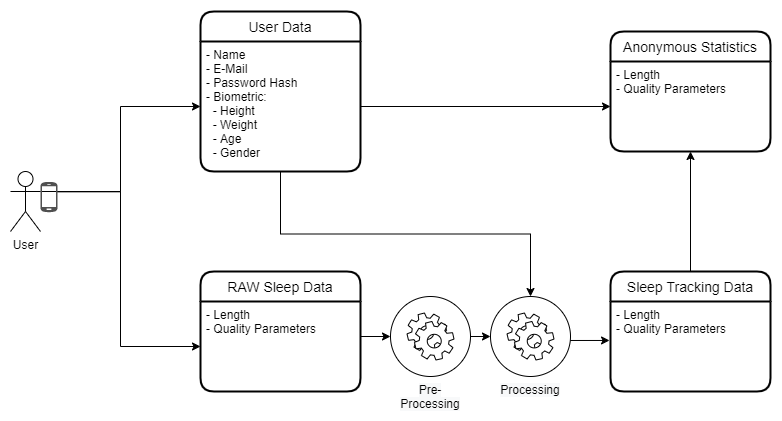 User Data
- Name
- E-Mail
- Password Hash
- Biometric:
- Height
- Weight
- Age
- Gender
Anonymous Statistics
- Length
- Quality Parameters
User
RAW Sleep Data
- Length
- Quality Parameters
Pre-
Processing
Processing
Sleep Tracking Data
- Length
- Quality Parameters